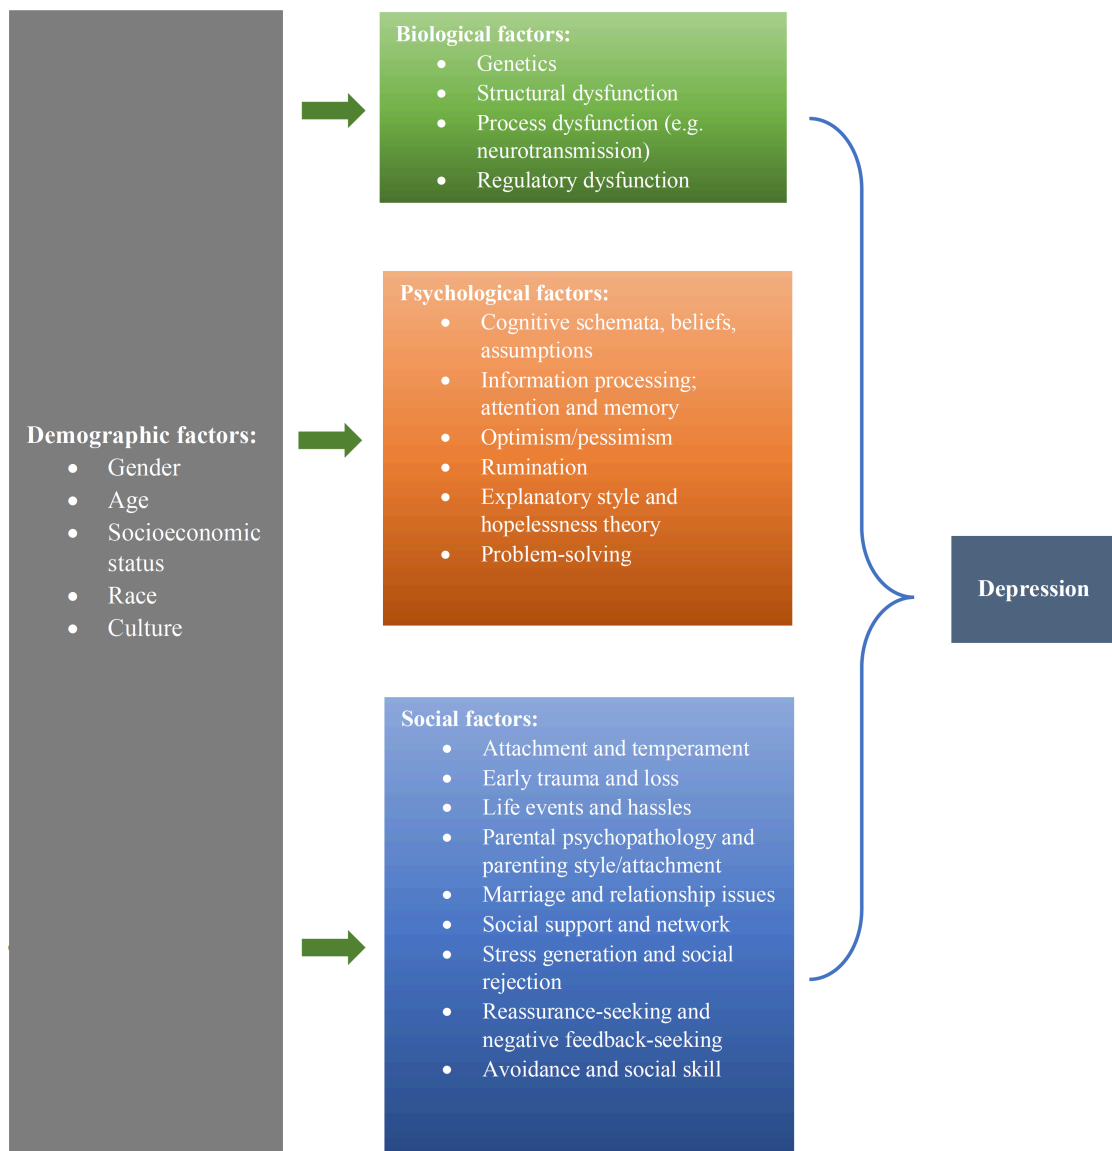 Demographic factors:
• Gender
• Age
• Socioeconomic
status
• Race
• Culture
Biological factors:
• Genetics
• Structural dysfunction
• Process dysfunction (e.g.
neurotransmission)
• Regulatory dysfunction
Psychological factors:
• Cognitive schemata, beliefs,
assumptions
• Information processing;
attention and memory
• Optimism/pessimism
• Rumination
• Explanatory style and
hopelessness theory
• Problem-solving
Social factors:
• Attachment and temperament
• Early trauma and loss
• Life events and hassles
• Parental psychopathology and
parenting style/attachment
• Marriage and relationship issues
• Social support and network
• Stress generation and social
rejection
• Reassurance-seeking and
negative feedback-seeking
• Avoidance and social skill
Depression